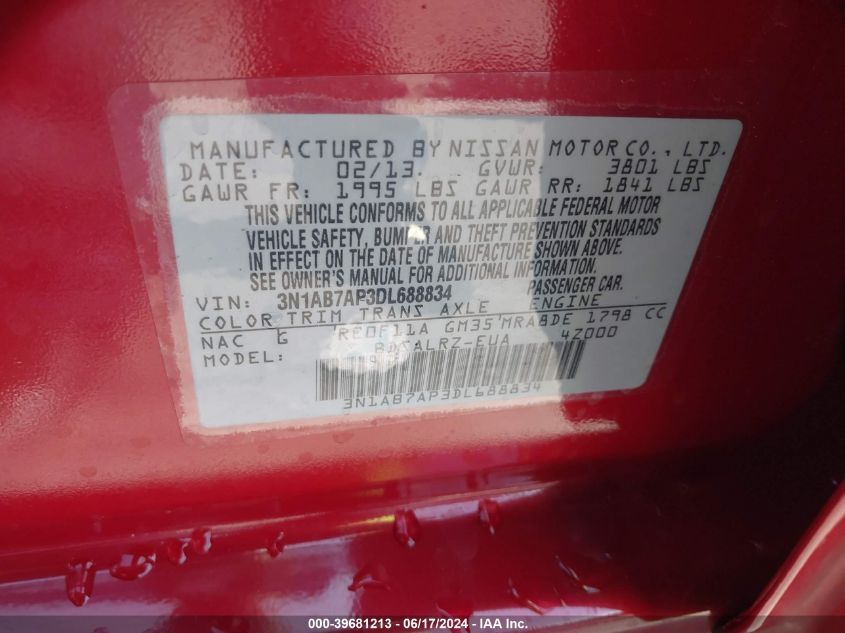 MANUFACTURED BY NISSAN MOTOR CO., LTD.
DATE: 02/13. GVWR: 3801 LBS
GAWR FR: 1995 LBS GAWR RR: 1841 LBS
THIS VEHICLE CONFORMS TO ALL APPLICABLE FEDERAL MOTOR
VEHICLE SAFETY, BUMPER AND THEFT PREVENTION STANDARDS
IN EFFECT ON THE DATE OF MANUFACTURE SHOWN ABOVE.
SEE OWNER'S MANUAL FOR ADDITIONAL INFORMATION.
VIN: 3N1AB7AP3DL688834 PASSENGER CAR.
COLOR TRIM TRANS AXLE ENGINE
NAC G REOF11A GM35 MRA8DE 1798 CC
MODEL: BDSALRZ-EUA 42000
3N1AB7AP3DL688834
000-39681213 - 06/17/2024 - IAA Inc.